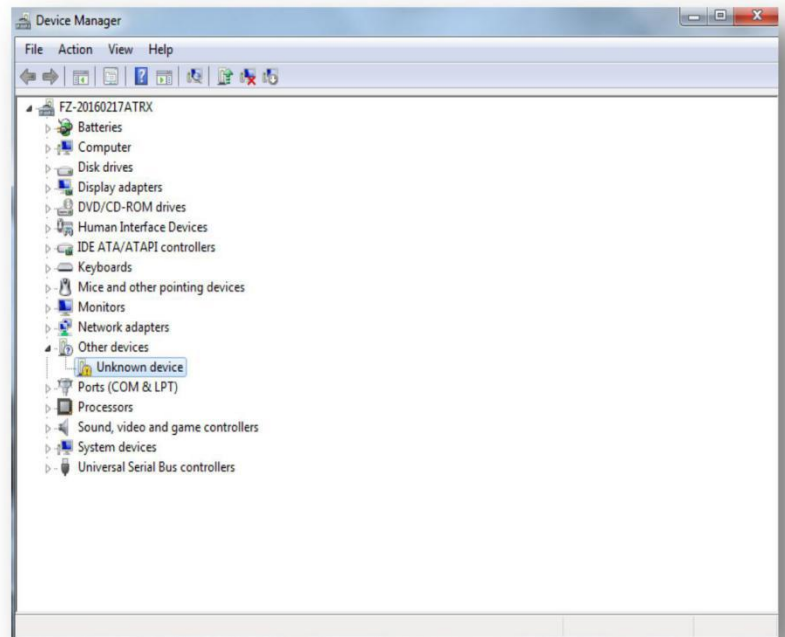 Device Manager
File Action View Help
FZ-20160217ATRX
Batteries
Computer
Disk drives
Display adapters
DVD/CD-ROM drives
Human Interface Devices
IDE ATA/ATAPI controllers
Keyboards
Mice and other pointing devices
Monitors
Network adapters
Other devices
Unknown device
Ports (COM & LPT)
Processors
Sound, video and game controllers
System devices
Universal Serial Bus controllers